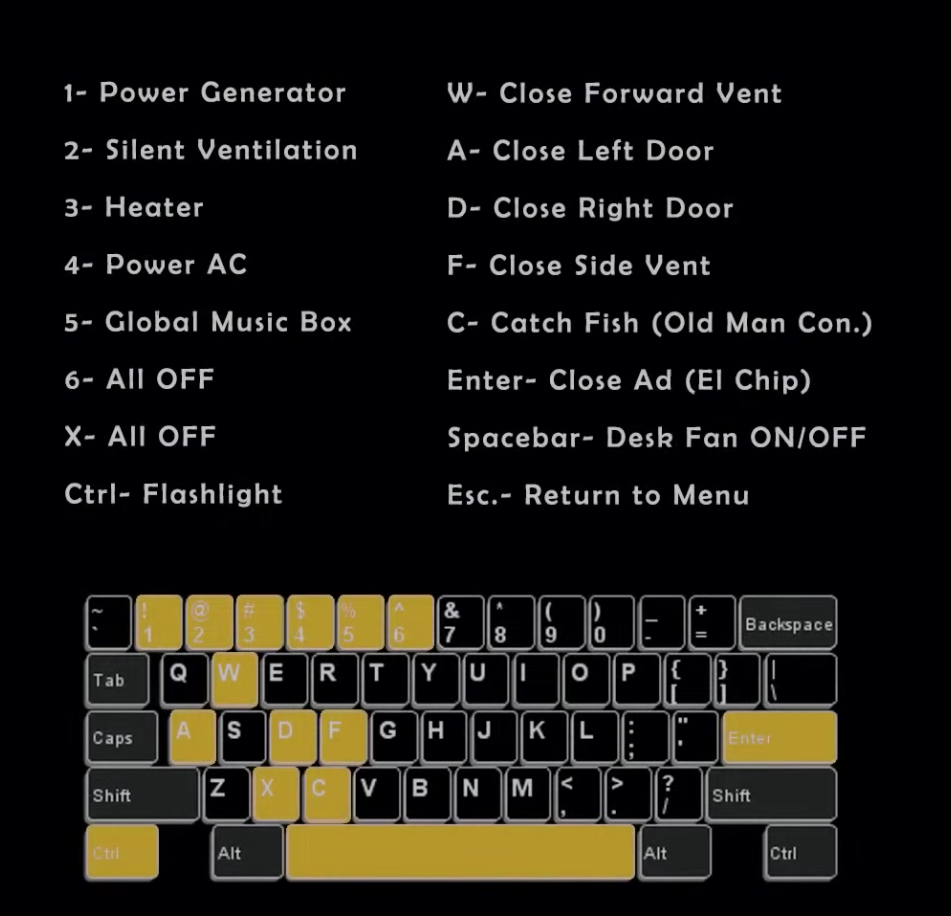 1- Power Generator
2- Silent Ventilation
3- Heater
4- Power AC
5- Global Music Box
6- All OFF
X- All OFF
Ctrl- Flashlight
W- Close Forward Vent
A- Close Left Door
D- Close Right Door
F- Close Side Vent
C- Catch Fish (Old Man Con.)
Enter- Close Ad (El Chip)
Spacebar- Desk Fan ON/OFF
Esc.- Return to Menu
~ ! @ # $ % ^ & * ( ) _ +
` 1 2 3 4 5 6 7 8 9 0 - = Backspace
Tab Q W E R T Y U I O P { [ } ] | \
Caps A S D F G H J K L : ; " ' Enter
Shift Z X C V B N M < , > . ? / Shift
Ctrl Alt Alt Ctrl